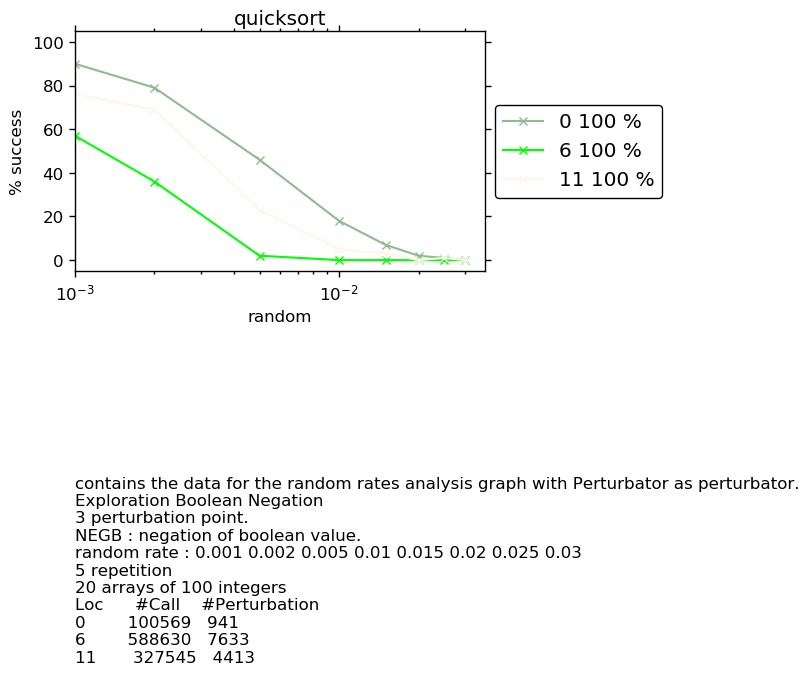 quicksort
100
80
60
40
20
0
% success
10⁻³
10⁻²
random
0 100 %
6 100 %
11 100 %
contains the data for the random rates analysis graph with Perturbator as perturbator.
Exploration Boolean Negation
3 perturbation point.
NEGB : negation of boolean value.
random rate : 0.001 0.002 0.005 0.01 0.015 0.02 0.025 0.03
5 repetition
20 arrays of 100 integers
Loc #Call #Perturbation
0 100569 941
6 588630 7633
11 327545 4413